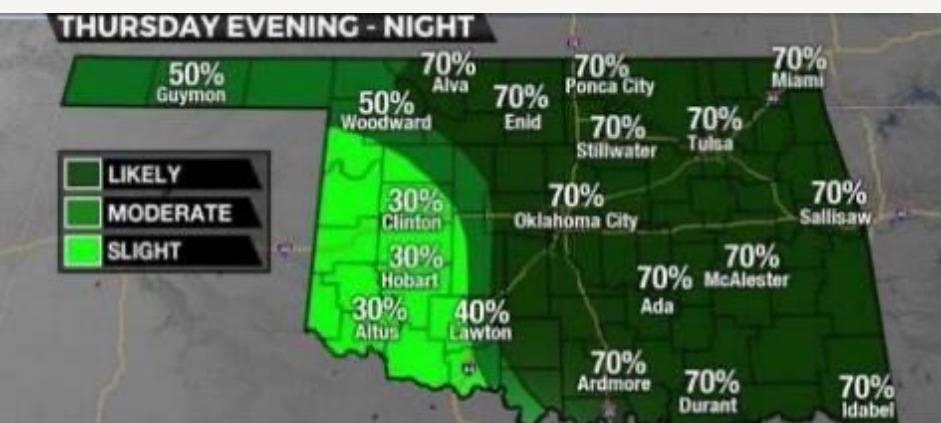 THURSDAY EVENING - NIGHT
50%
Guymon
50%
Woodward
70%
Alva
70%
Enid
70%
Ponca City
70%
Miami
70%
Stillwater
70%
Tulsa
LIKELY
MODERATE
SLIGHT
30%
Clinton
70%
Oklahoma City
70%
Sallisaw
30%
Hobart
70%
Ada
70%
McAlester
30%
Altus
40%
Lawton
70%
Ardmore
70%
Durant
70%
Idabel